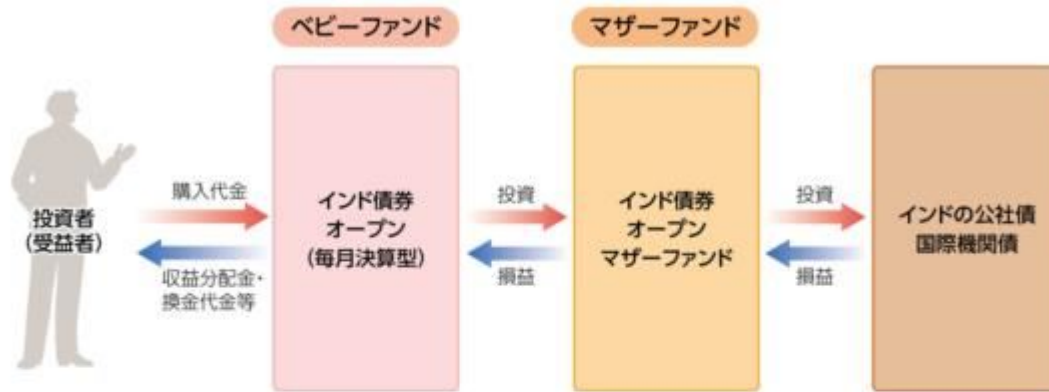 ベビーファンド
マザーファンド
投資者
(受益者)
購入代金
収益分配金・
換金代金等
インド債券
オープン
(毎月決算型)
投資
損益
インド債券
オープン
マザーファンド
投資
損益
インドの公社債
国際機関債